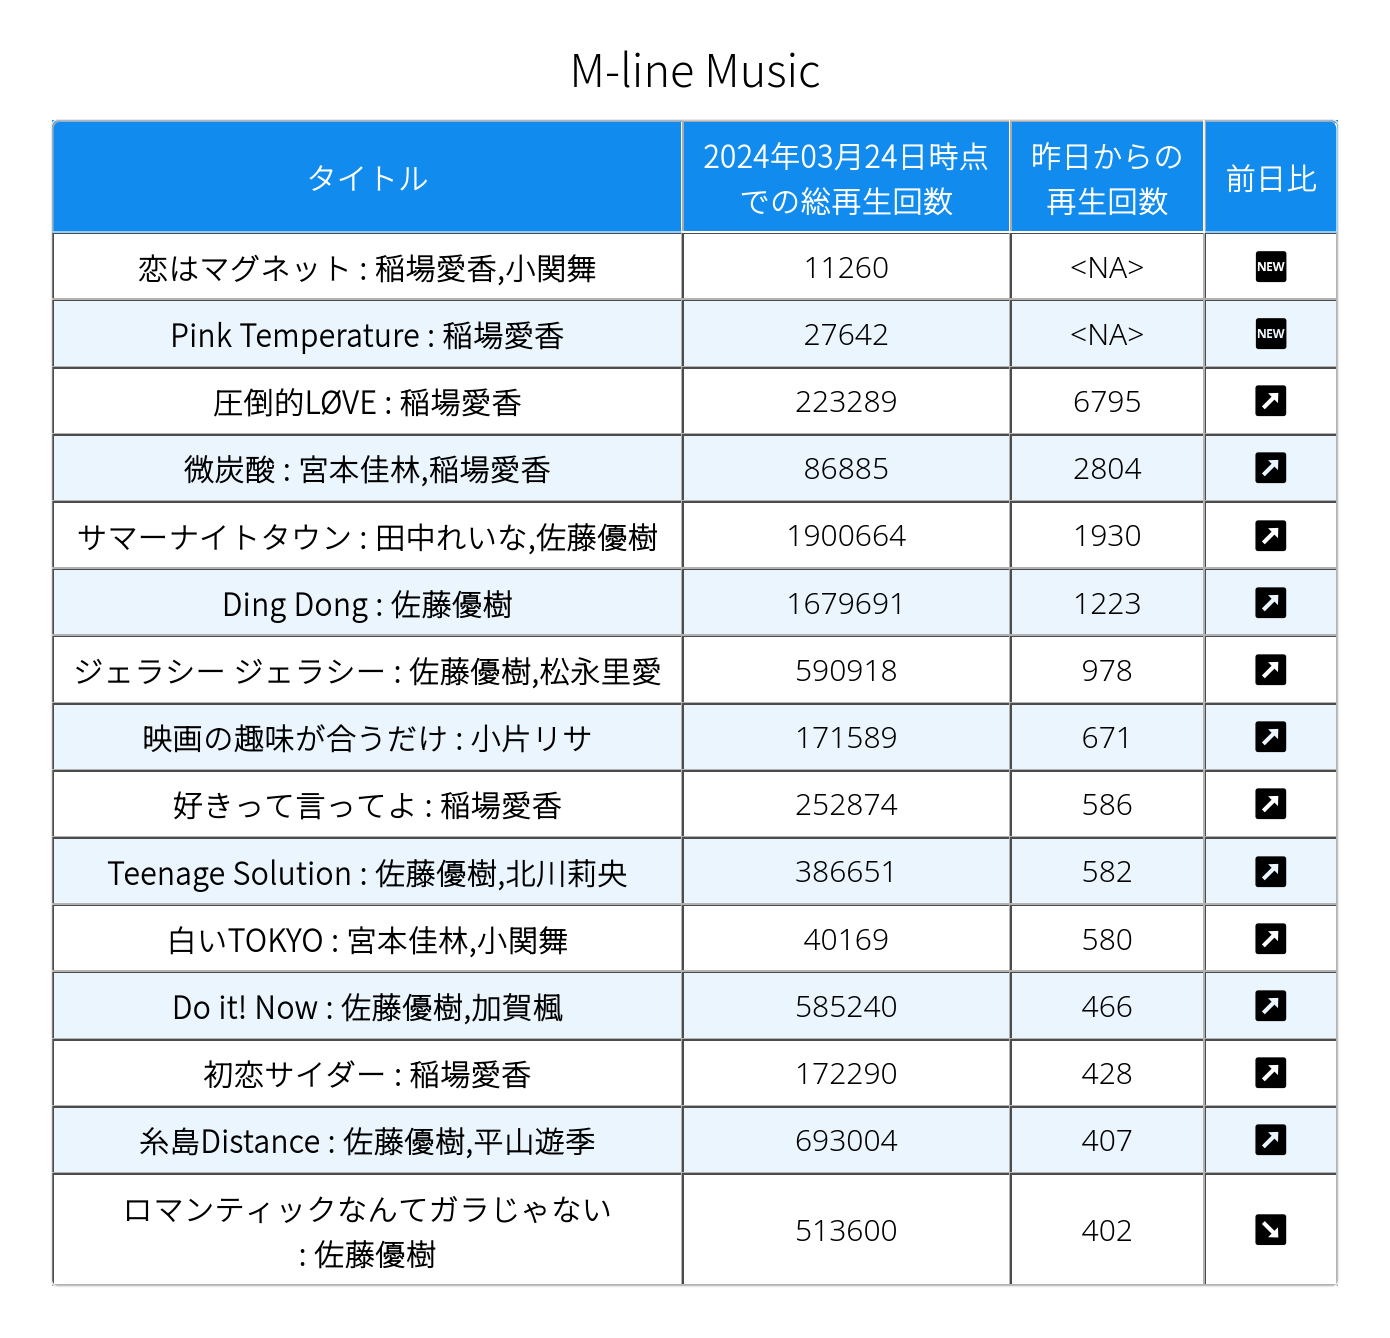 M-line Music
タイトル 2024年03月24日時点 昨日からの 前日比
での総再生回数 再生回数
恋はマグネット : 稲場愛香,小関舞 11260 <NA> NEW
Pink Temperature : 稲場愛香 27642 <NA> NEW
圧倒的LØVE : 稲場愛香 223289 6795
微炭酸 : 宮本佳林,稲場愛香 86885 2804
サマーナイトタウン : 田中れいな,佐藤優樹 1900664 1930
Ding Dong : 佐藤優樹 1679691 1223
ジェラシー ジェラシー : 佐藤優樹,松永里愛 590918 978
映画の趣味が合うだけ : 小片リサ 171589 671
好きって言ってよ : 稲場愛香 252874 586
Teenage Solution : 佐藤優樹,北川莉央 386651 582
白いTOKYO : 宮本佳林,小関舞 40169 580
Do it! Now : 佐藤優樹,加賀楓 585240 466
初恋サイダー : 稲場愛香 172290 428
糸島Distance : 佐藤優樹,平山遊季 693004 407
ロマンティックなんてガラじゃない
: 佐藤優樹 513600 402